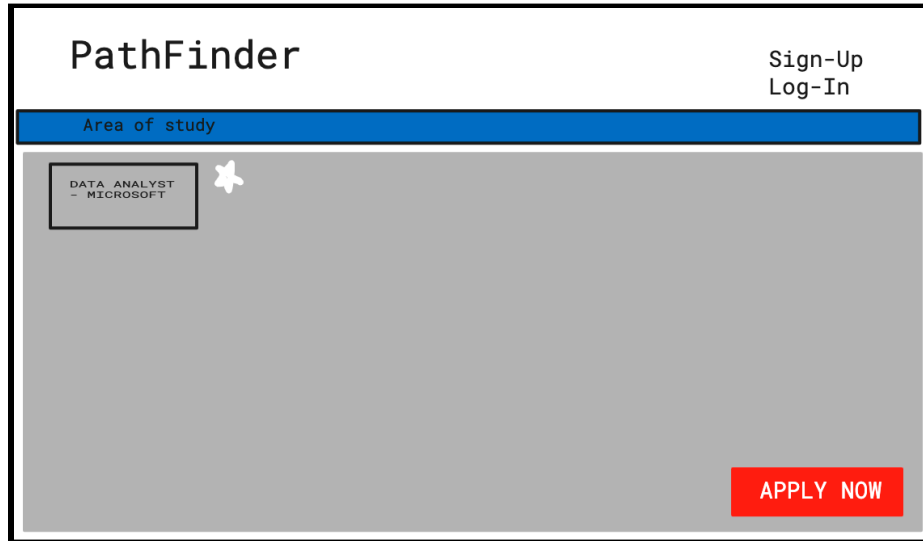 PathFinder
Sign-Up
Log-In
Area of study
DATA ANALYST
- MICROSOFT
APPLY NOW